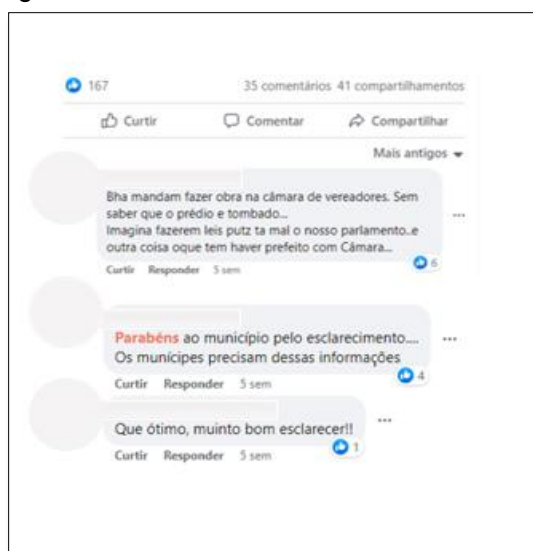 167 35 comentários 41 compartilhamentos
Curtir Comentar Compartilhar
Mais antigos
Bha mandam fazer obra na câmara de vereadores. Sem
saber que o prédio e tombado...
Imagina fazerem leis putz ta mal o nosso parlamento..e
outra coisa oque tem haver prefeito com Câmara...
6
Curtir Responder 5 sem
Parabéns ao município pelo esclarecimento....
Os munícipes precisam dessas informações
4
Curtir Responder 5 sem
Que ótimo, muinto bom esclarecer!!
1
Curtir Responder 5 sem